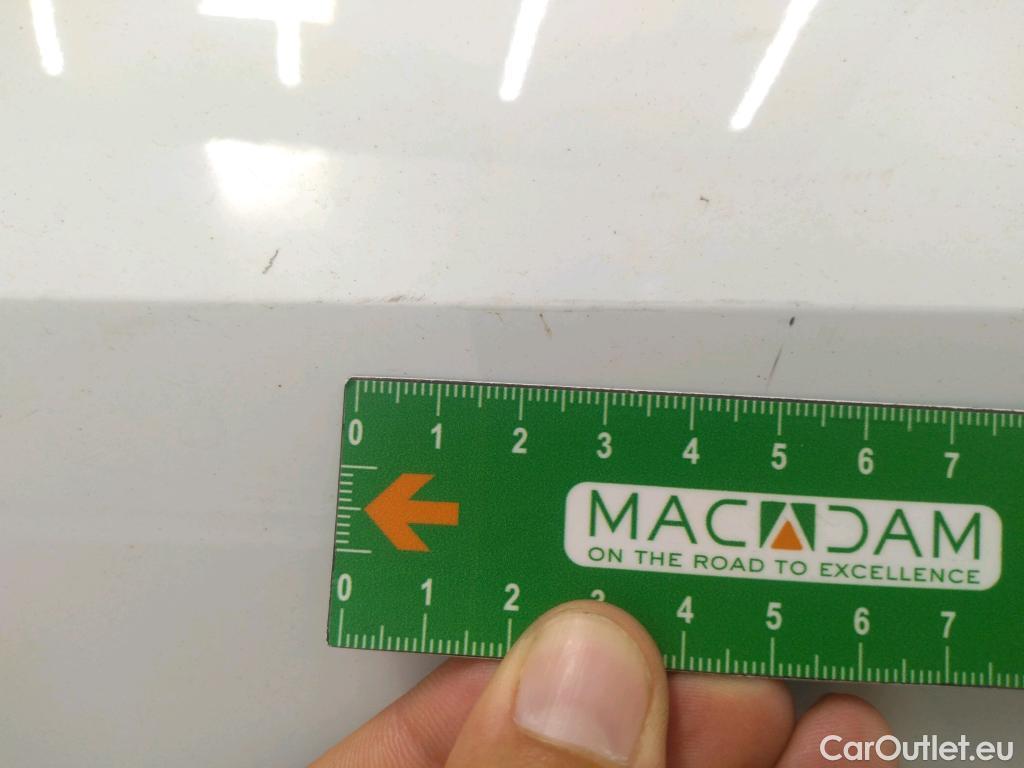 0 1 2 3 4 5 6 7
MACADAM
ON THE ROAD TO EXCELLENCE
0 1 2 4 5 6 7
CarOutlet.eu